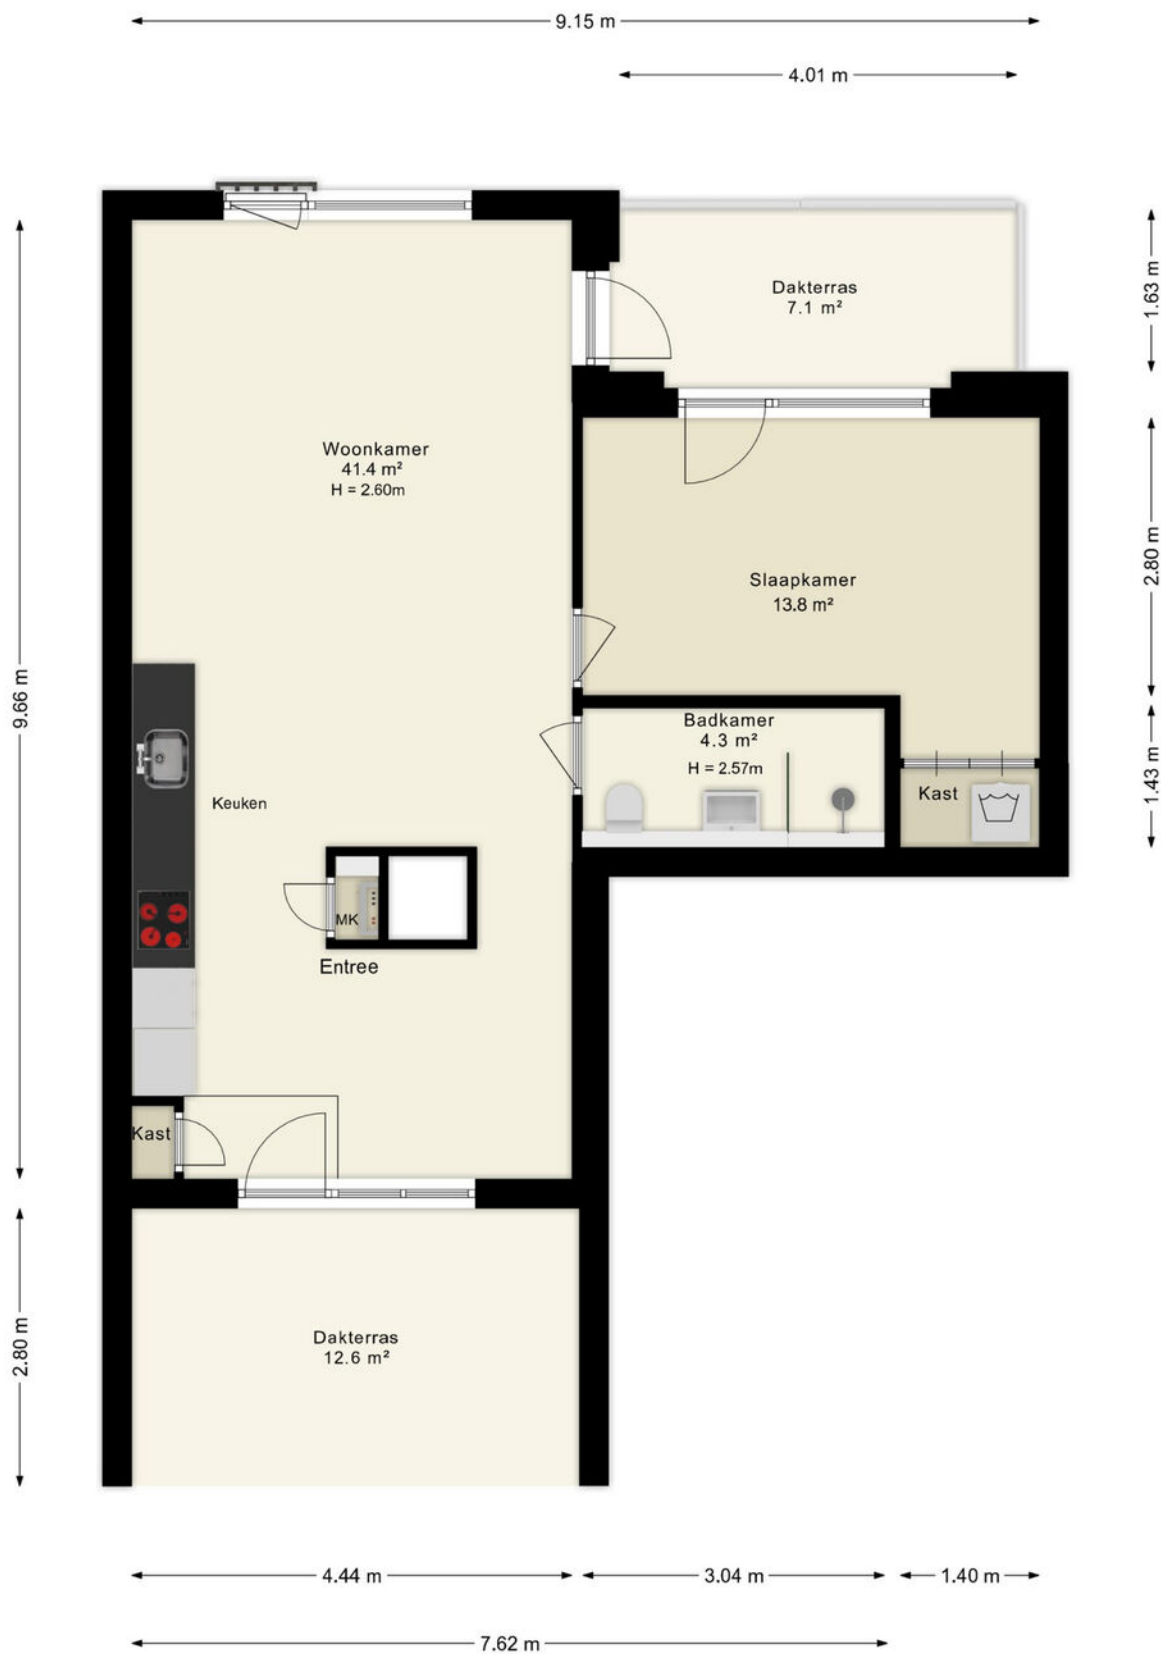 9.15 m
4.01 m
Dakterras
7.1 m²
1.63 m
Woonkamer
41.4 m²
H = 2.60m
Slaapkamer
13.8 m²
2.80 m
9.66 m
Badkamer
4.3 m²
H = 2.57m
Kast
1.43 m
Keuken
MK
Entree
Kast
Dakterras
12.6 m²
2.80 m
4.44 m
3.04 m
1.40 m
7.62 m